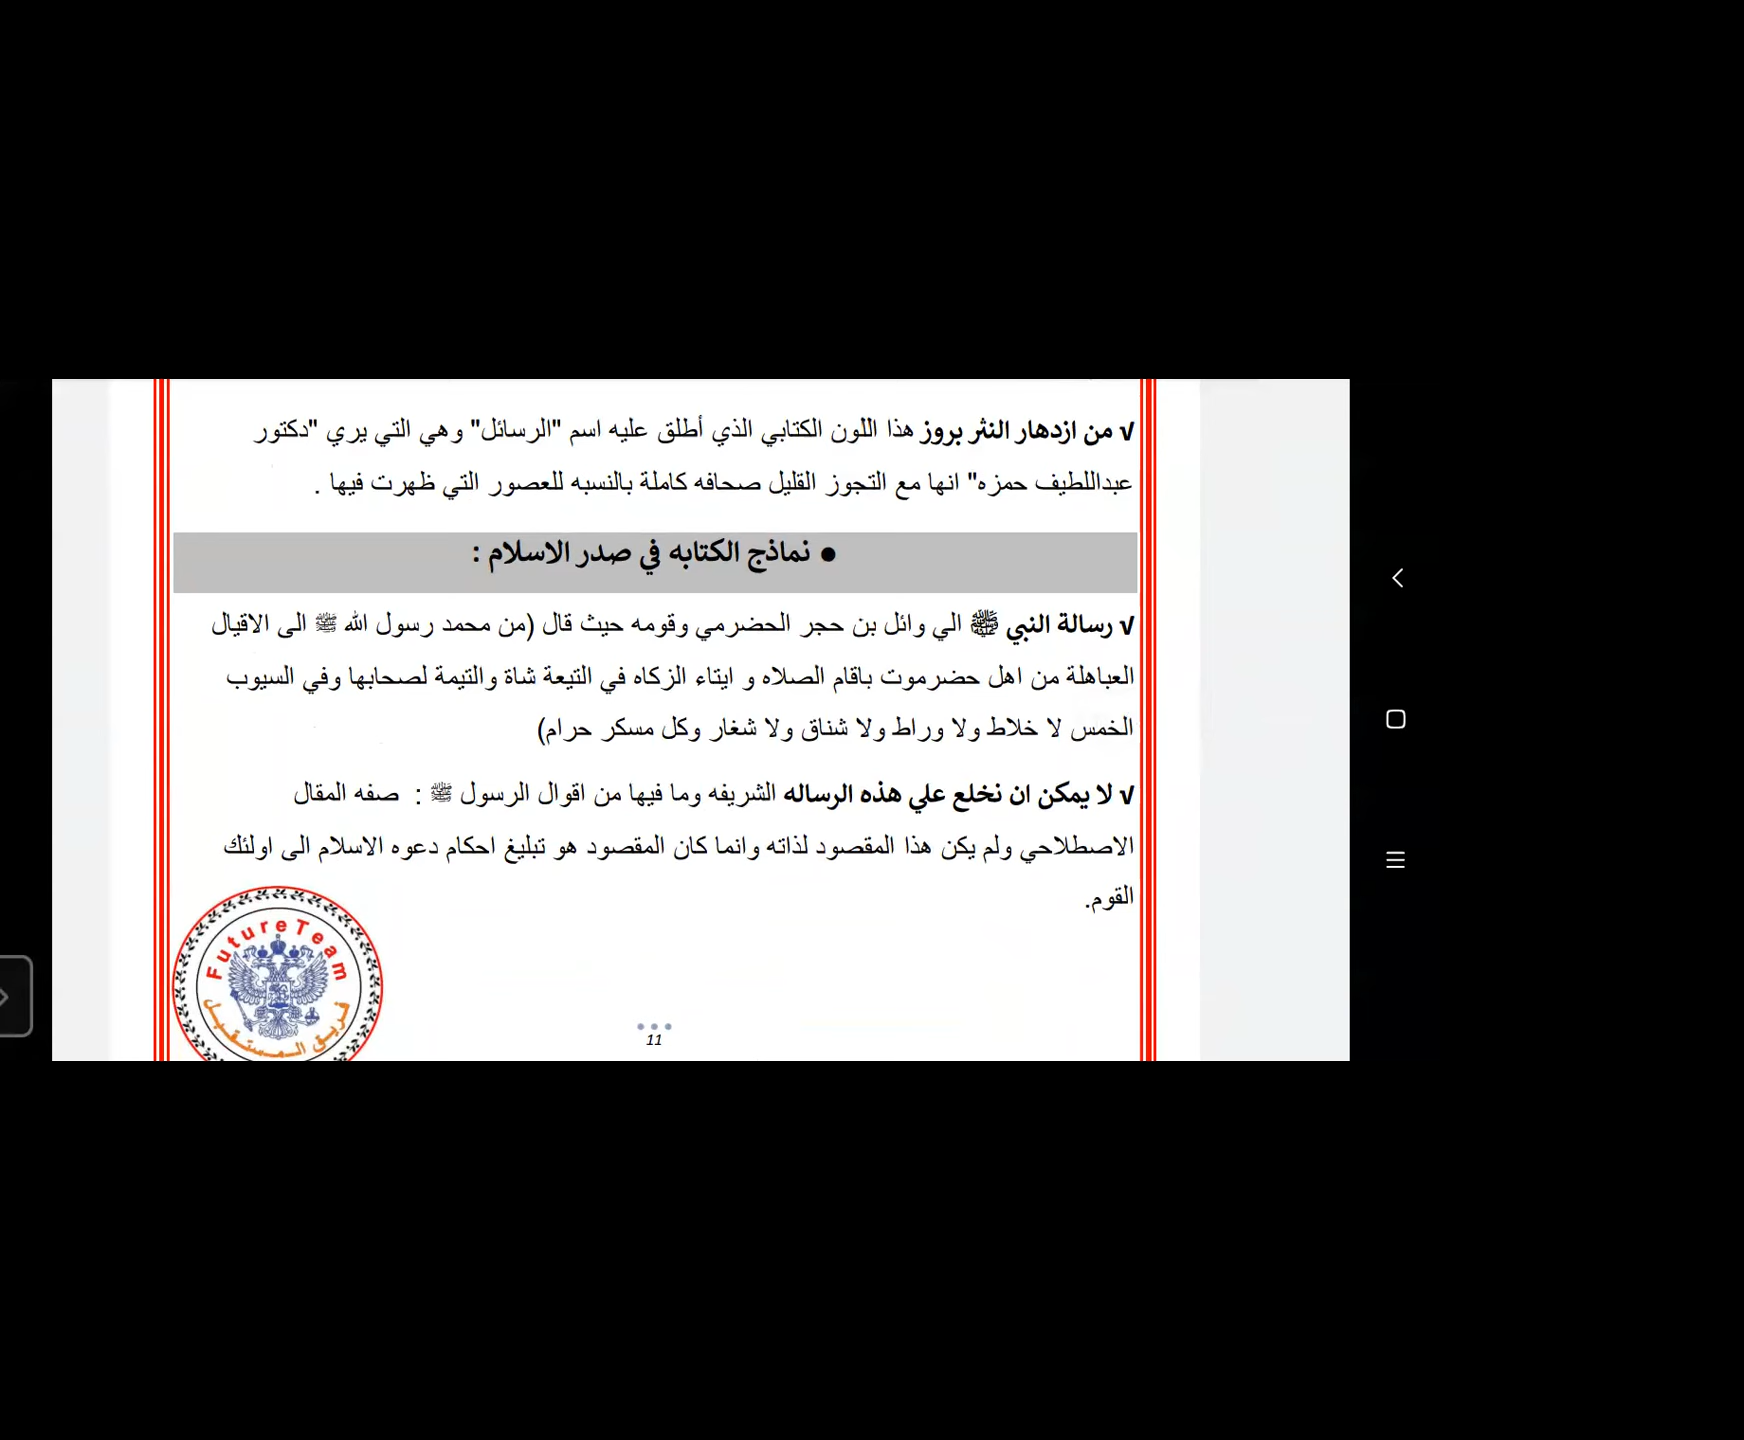 √ من ازدهار النثر بروز هذا اللون الكتابي الذي أطلق عليه اسم "الرسائل" وهي التي يري "دكتور
عبداللطيف حمزه" انها مع التجوز القليل صحافه كاملة بالنسبه للعصور التي ظهرت فيها .
● نماذج الكتابه في صدر الاسلام :
√ رسالة النبي ﷺ الي وائل بن حجر الحضرمي وقومه حيث قال (من محمد رسول الله ﷺ الى الاقيال
العباهلة من اهل حضرموت باقام الصلاه و ايتاء الزكاه في التيعة شاة والتيمة لصحابها وفي السيوب
الخمس لا خلاط ولا وراط ولا شناق ولا شغار وكل مسكر حرام)
√ لا يمكن ان نخلع علي هذه الرساله الشريفه وما فيها من اقوال الرسول ﷺ : صفه المقال
الاصطلاحي ولم يكن هذا المقصود لذاته وانما كان المقصود هو تبليغ احكام دعوه الاسلام الى اولئك
القوم.
FutureTeam
فريق المستقبل
11